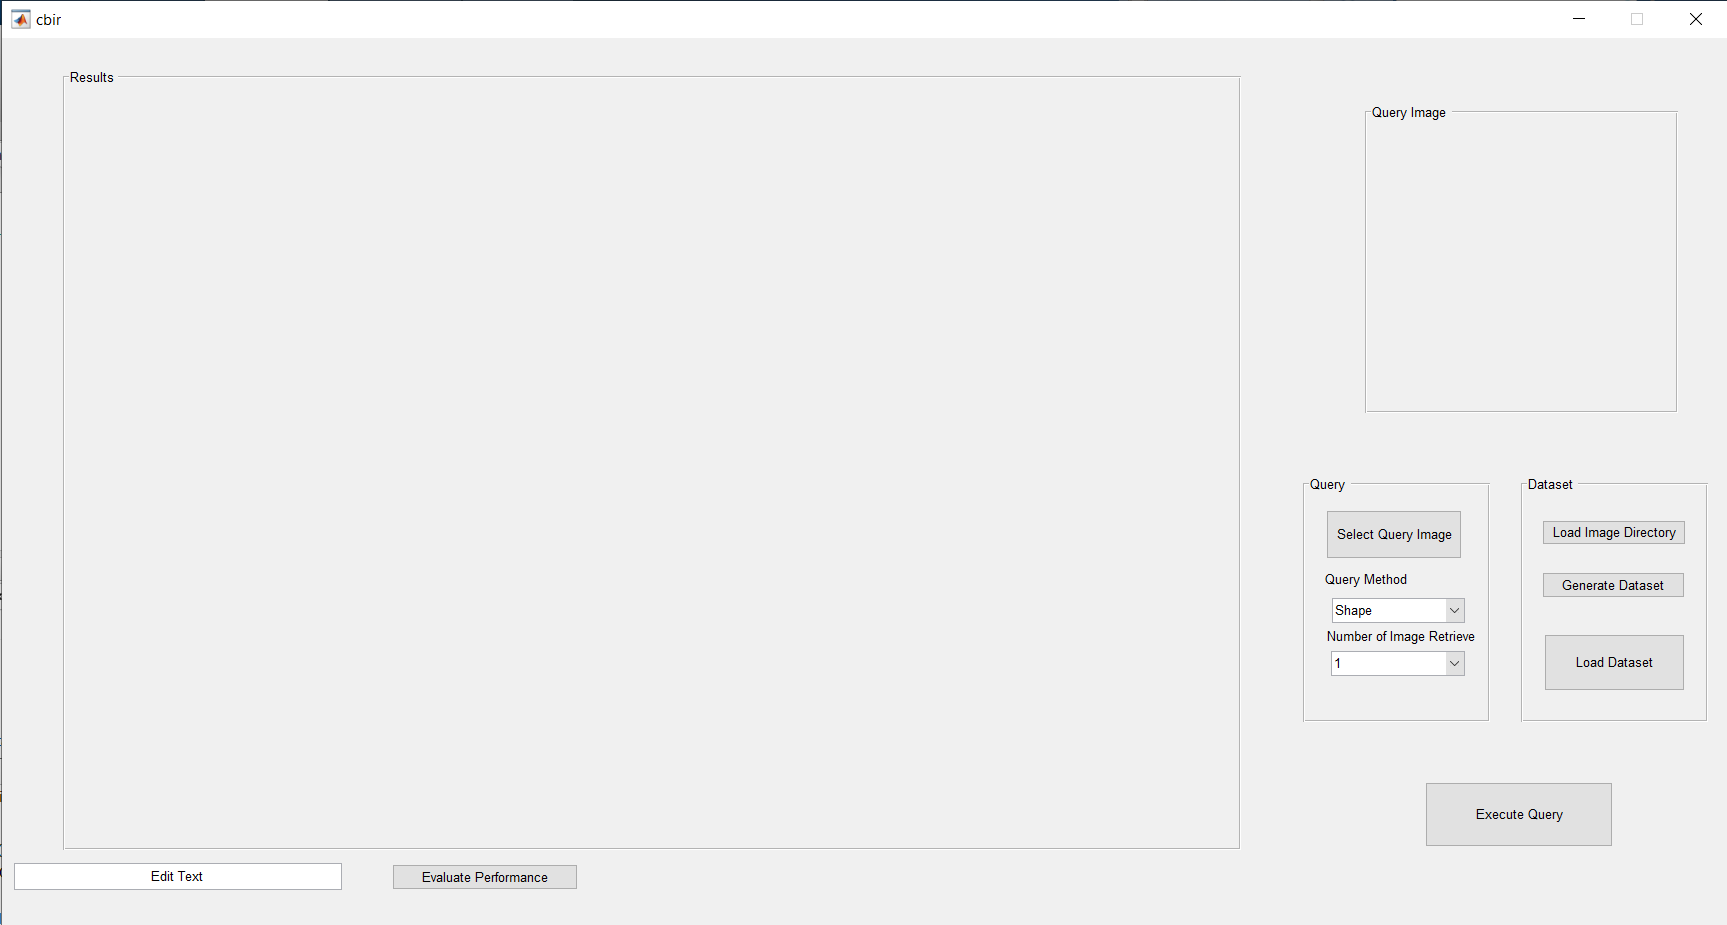 cbir
Results
Query Image
Query
Dataset
Select Query Image
Load Image Directory
Query Method
Generate Dataset
Shape
Number of Image Retrieve
1
Load Dataset
Execute Query
Edit Text
Evaluate Performance